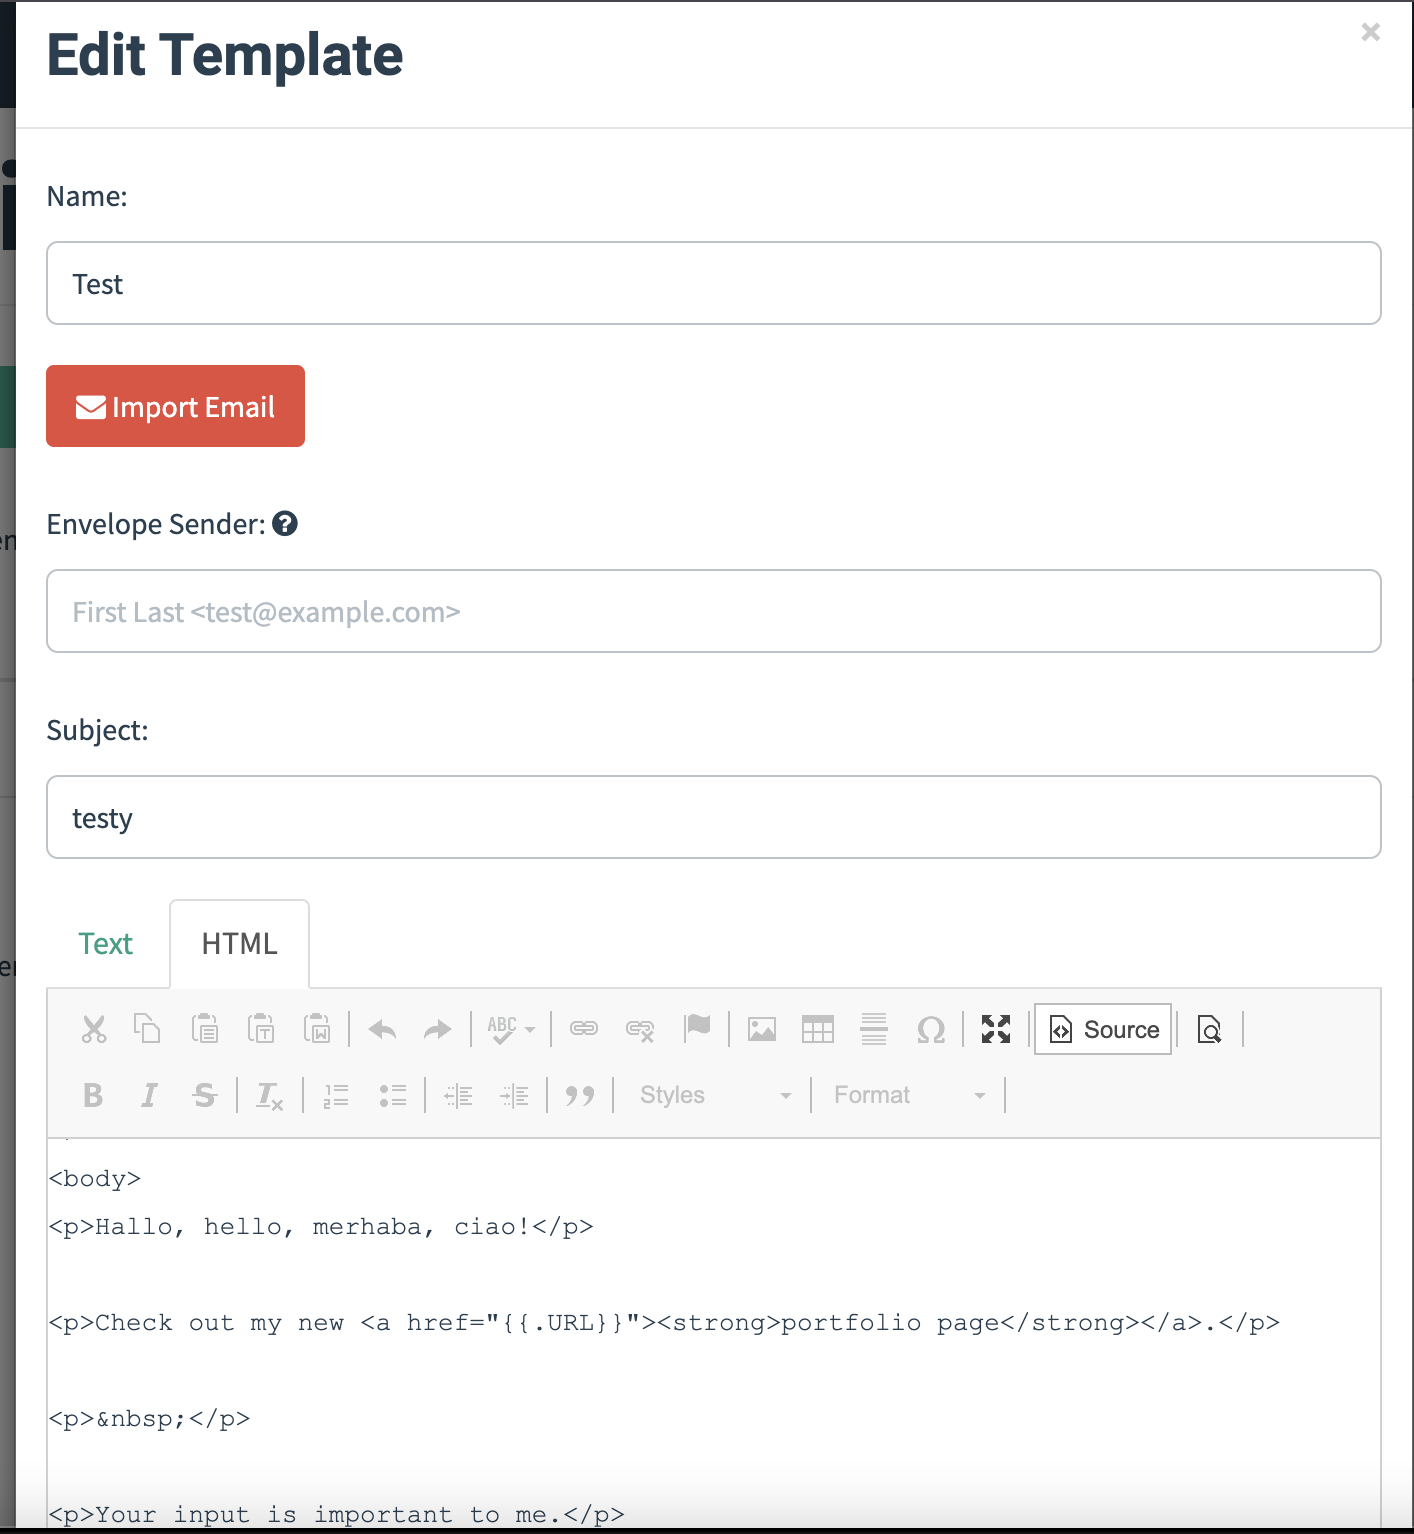 Edit Template
×
Name:
Test
Import Email
Envelope Sender:
First Last <test@example.com>
Subject:
testy
Text HTML
ABC Source
B I S Styles Format
<body>
<p>Hallo, hello, merhaba, ciao!</p>
<p>Check out my new <a href="{{.URL}}"><strong>portfolio page</strong></a>.</p>
<p>&nbsp;</p>
<p>Your input is important to me.</p>